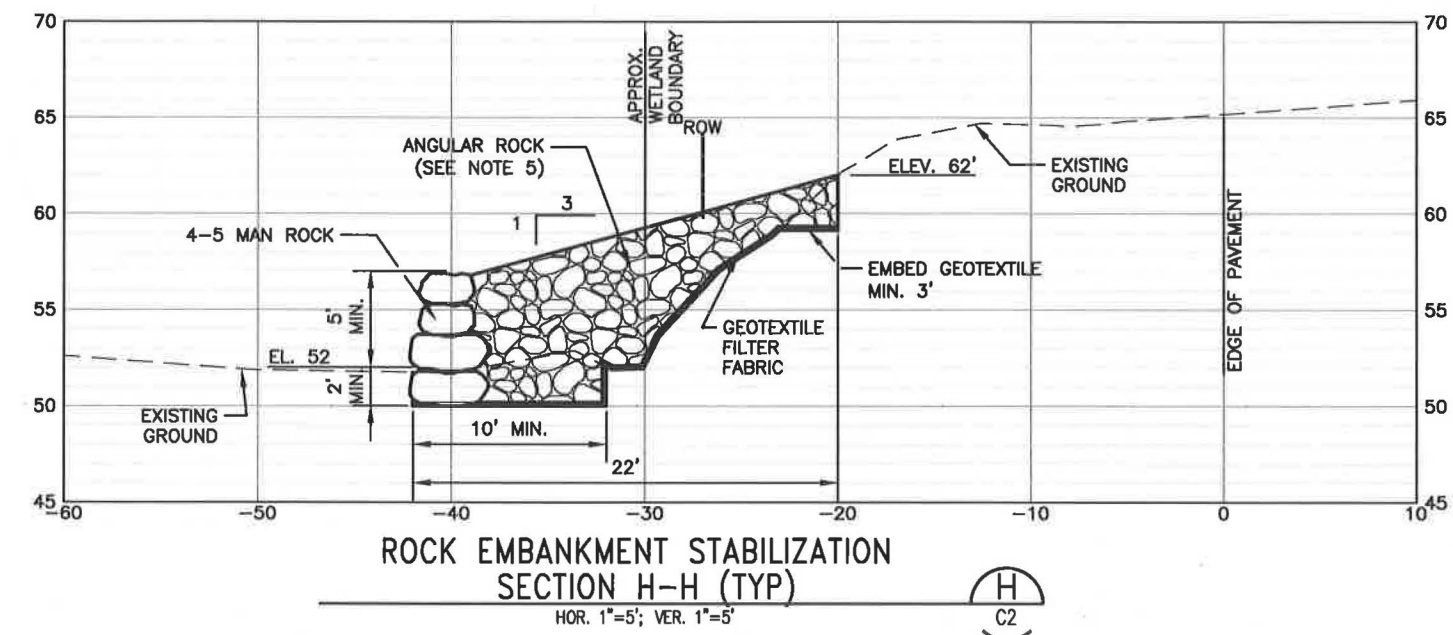 70
65
60
55
50
45
70
65
60
55
50
45
APPROX.
WETLAND
BOUNDARY
ROW
ANGULAR ROCK
(SEE NOTE 5)
ELEV. 62'
EXISTING
GROUND
3
1
4-5 MAN ROCK
EMBED GEOTEXTILE
MIN. 3'
EDGE OF PAVEMENT
5'
MIN.
GEOTEXTILE
FILTER
FABRIC
EL. 52
2'
MIN.
EXISTING
GROUND
10' MIN.
22'
-60
-50
-40
-30
-20
-10
0
10
ROCK EMBANKMENT STABILIZATION
SECTION H-H (TYP)
HOR. 1"=5'; VER. 1"=5'
H
C2